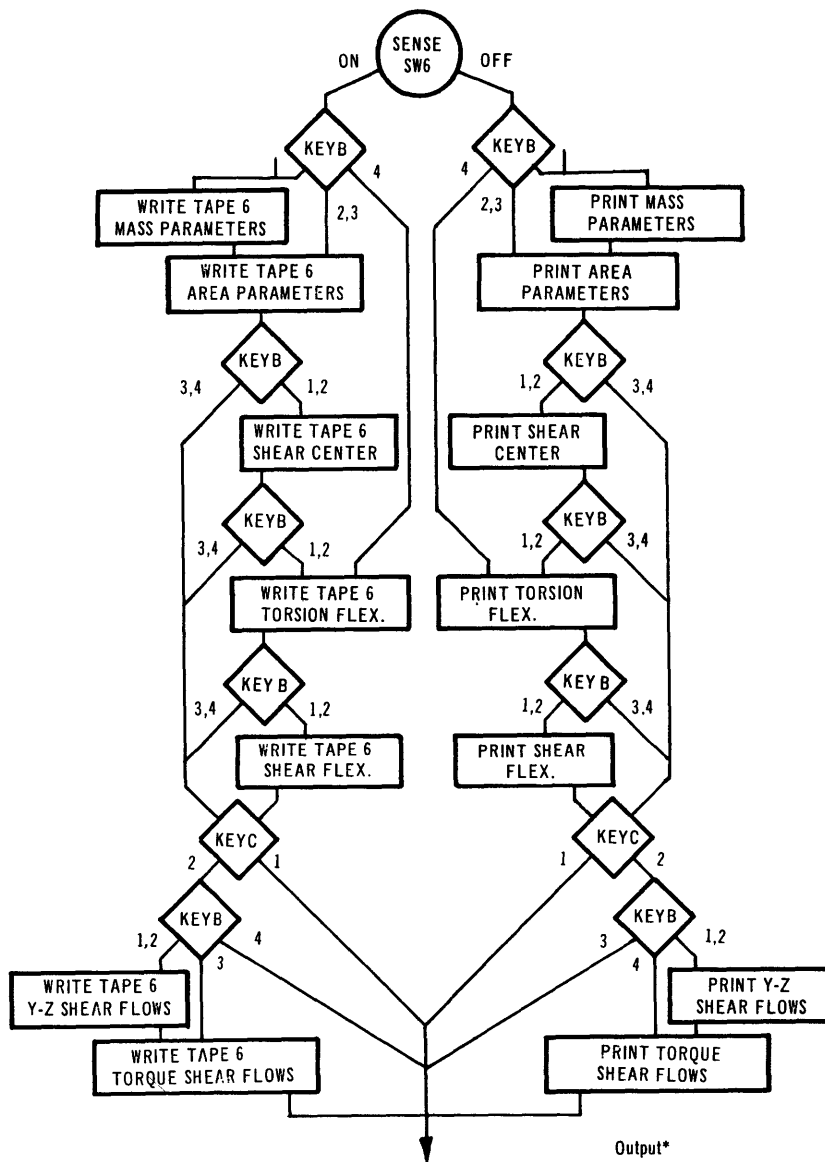 SENSE
SW6
ON
OFF
KEYB
KEYB
4
4
WRITE TAPE 6
MASS PARAMETERS
PRINT MASS
PARAMETERS
2,3
2,3
WRITE TAPE 6
AREA PARAMETERS
PRINT AREA
PARAMETERS
KEYB
KEYB
3,4
1,2
1,2
3,4
WRITE TAPE 6
SHEAR CENTER
PRINT SHEAR
CENTER
KEYB
KEYB
3,4
1,2
1,2
3,4
WRITE TAPE 6
TORSION FLEX.
PRINT TORSION
FLEX.
KEYB
KEYB
3,4
1,2
1,2
3,4
WRITE TAPE 6
SHEAR FLEX.
PRINT SHEAR
FLEX.
KEYC
KEYC
2
1
1
2
KEYB
KEYB
1,2
3
4
3
4
1,2
WRITE TAPE 6
Y-Z SHEAR FLOWS
PRINT Y-Z
SHEAR FLOWS
WRITE TAPE 6
TORQUE SHEAR FLOWS
PRINT TORQUE
SHEAR FLOWS
Output*